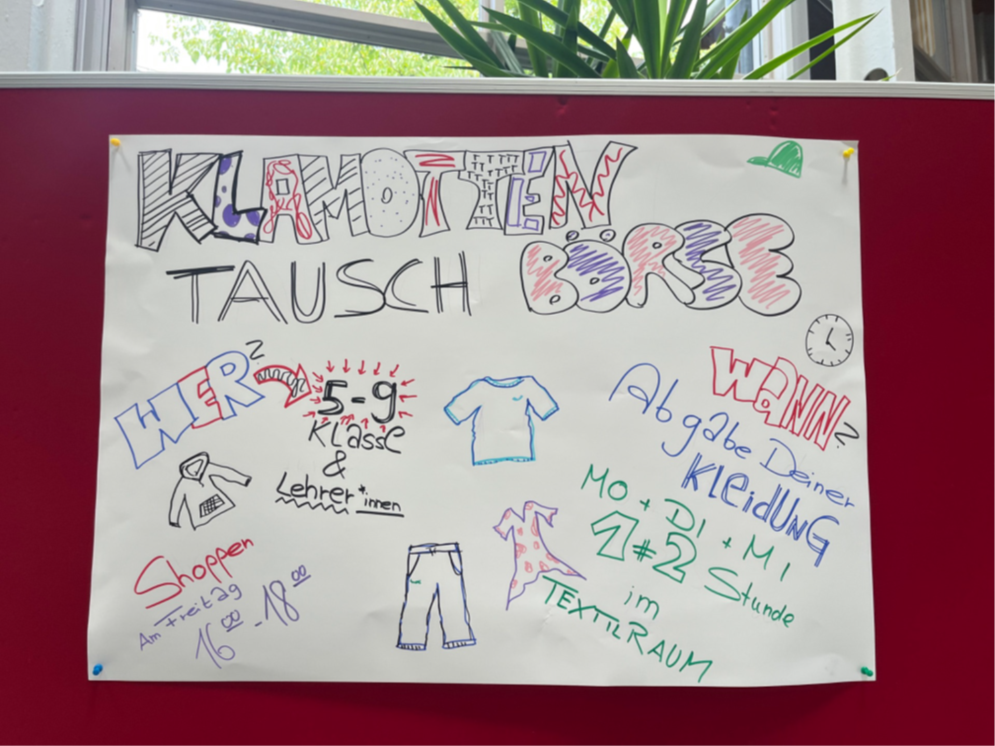 KLAMOTTEN
TAUSCH BÖRSE
WER?
5-9
Klasse
&
Lehrer*innen
WANN?
Abgabe Deiner
KleidUNG
MO + DI + MI
1 + 2 Stunde
im
TEXTILRAUM
Shoppen
Am Freitag
16⁰⁰ - 18⁰⁰